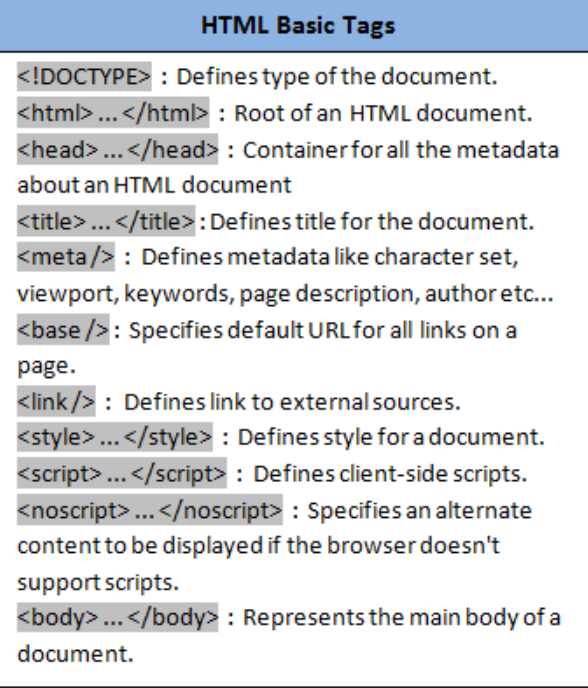 HTML Basic Tags
<!DOCTYPE> : Defines type of the document.
<html> ... </html> : Root of an HTML document.
<head> ... </head> : Container for all the metadata
about an HTML document
<title> ... </title> : Defines title for the document.
<meta /> : Defines metadata like character set,
viewport, keywords, page description, author etc...
<base /> : Specifies default URL for all links on a
page.
<link /> : Defines link to external sources.
<style> ... </style> : Defines style for a document.
<script> ... </script> : Defines client-side scripts.
<noscript> ... </noscript> : Specifies an alternate
content to be displayed if the browser doesn't
support scripts.
<body> ... </body> : Represents the main body of a
document.